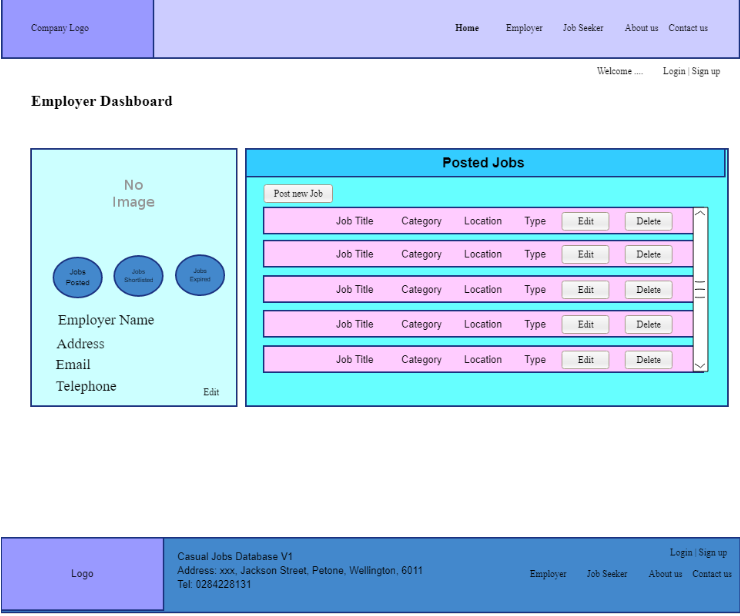 Company Logo
Home Employer Job Seeker About us Contact us
Welcome .... Login | Sign up
Employer Dashboard
No
Image
Jobs
Posted
Jobs
Shortlisted
Jobs
Expired
Employer Name
Address
Email
Telephone
Edit
Posted Jobs
Post new Job
Job Title Category Location Type Edit Delete
Job Title Category Location Type Edit Delete
Job Title Category Location Type Edit Delete
Job Title Category Location Type Edit Delete
Job Title Category Location Type Edit Delete
Logo
Casual Jobs Database V1
Address: xxx, Jackson Street, Petone, Wellington, 6011
Tel: 0284228131
Login | Sign up
Employer Job Seeker About us Contact us